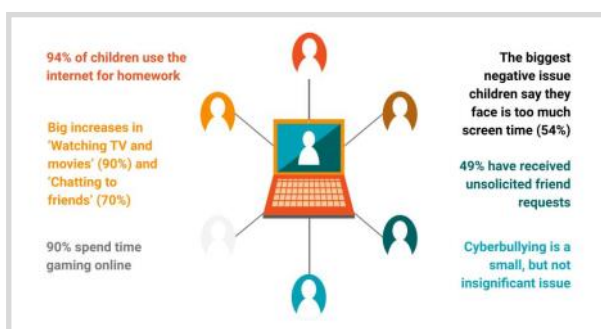 94% of children use the
internet for homework
Big increases in
'Watching TV and
movies' (90%) and
'Chatting to
friends' (70%)
90% spend time
gaming online
The biggest
negative issue
children say they
face is too much
screen time (54%)
49% have received
unsolicited friend
requests
Cyberbullying is a
small, but not
insignificant issue